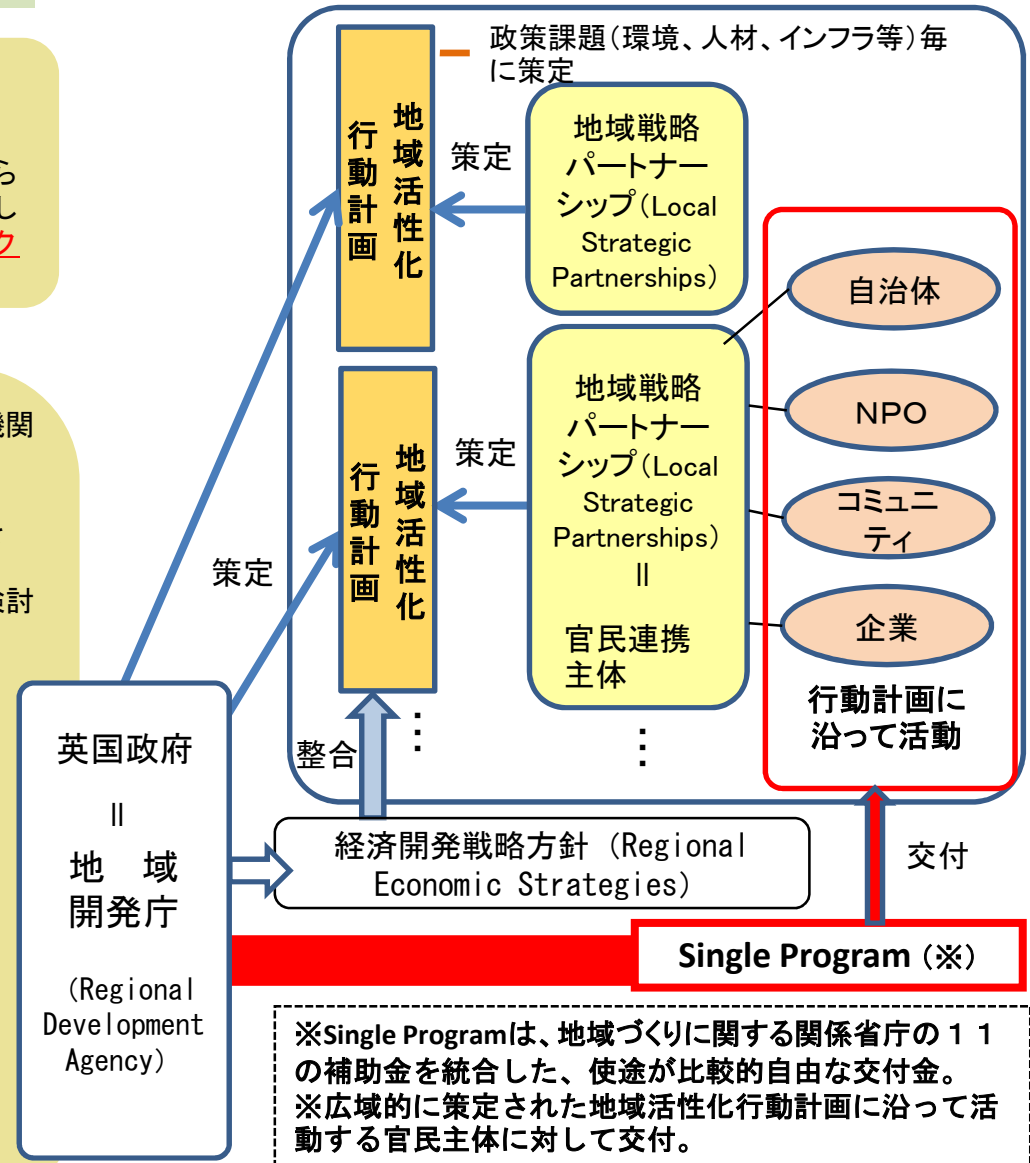 政策課題(環境、人材、インフラ等)毎
に策定
地域活性化
行動計画
策定
地域戦略
パートナー
シップ(Local
Strategic
Partnerships)
自治体
NPO
コミュニ
ティ
企業
行動計画に
沿って活動
地域活性化
行動計画
策定
地域戦略
パートナー
シップ(Local
Strategic
Partnerships)
||
官民連携
主体
策定
・・・
・・・
整合
ら
し
ク
機関
検討
英国政府
||
地 域
開発庁
(Regional
Development
Agency)
経済開発戦略方針 (Regional
Economic Strategies)
交付
Single Program (※)
※Single Programは、地域づくりに関する関係省庁の11
の補助金を統合した、使途が比較的自由な交付金。
※広域的に策定された地域活性化行動計画に沿って活
動する官民主体に対して交付。